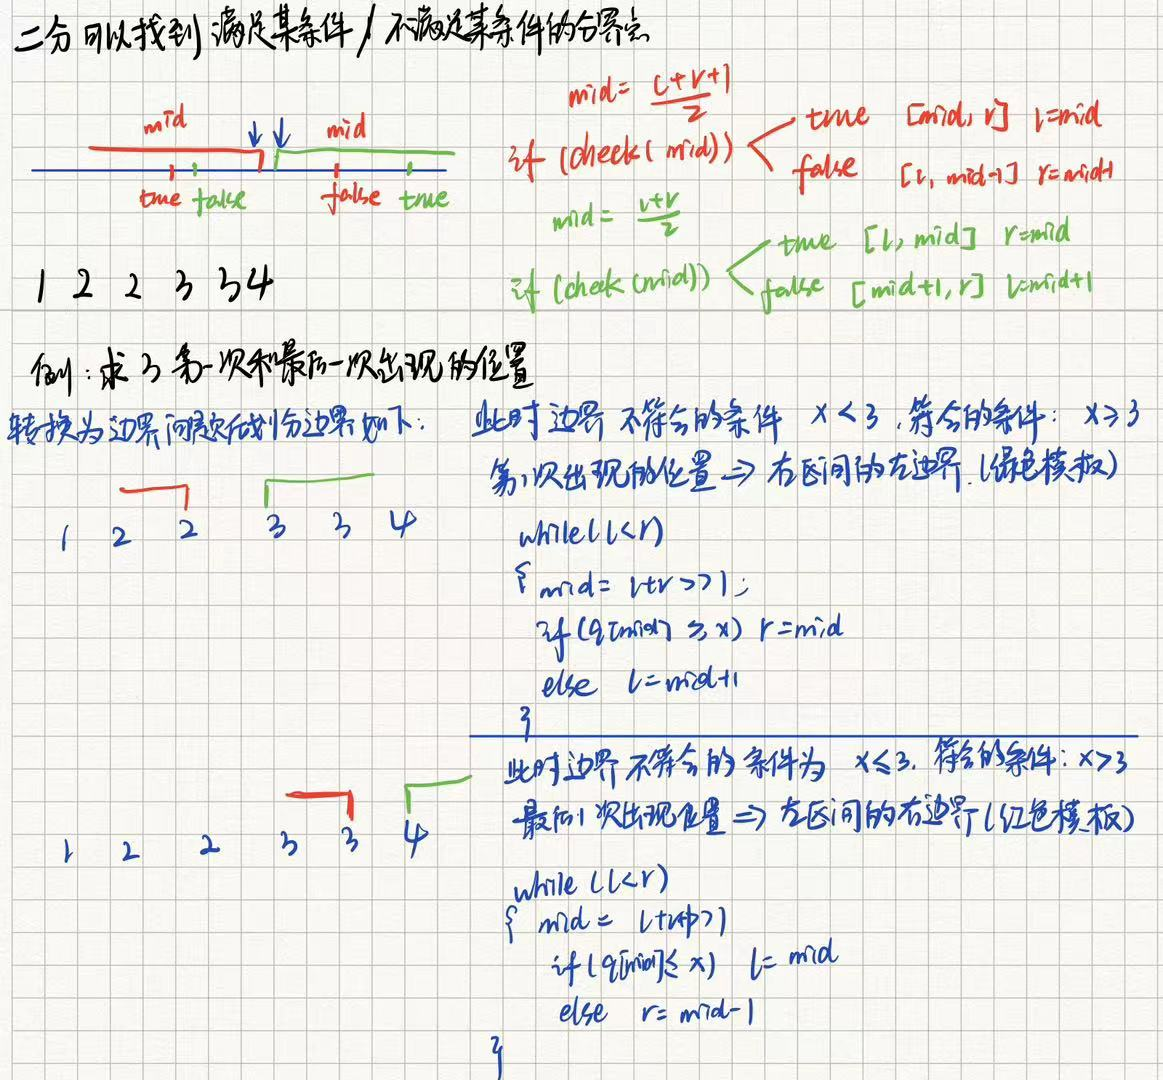 二分可以找到满足某条件/不满足某条件的分界点
mid = (l+r+1)/2
if (check(mid))
true [mid, r] l=mid
false [l, mid-1] r=mid-1
mid mid
true false false true
mid = (l+r)/2
if (check(mid))
true [l, mid] r=mid
false [mid+1, r] l=mid+1
1 2 2 3 3 4
例:求3第一次和最后一次出现的位置
转换为边界问题后划分边界如下:
1 2 2 3 3 4
此时边界不符合的条件 x<3,符合的条件: x≥3
第1次出现的位置 ⇒ 右区间的左边界.(绿色模板)
while(l<r)
{ mid= l+r>>1;
if(q[mid] ≥ x) r=mid
else l=mid+1
}
1 2 2 3 3 4
此时边界不符合的条件为 x≤3. 符合的条件: x>3
最后1次出现位置 ⇒ 左区间的右边界(红色模板)
while (l<r)
{ mid = l+r+1>>1
if(q[mid]≤ x) l= mid
else r= mid-1
}